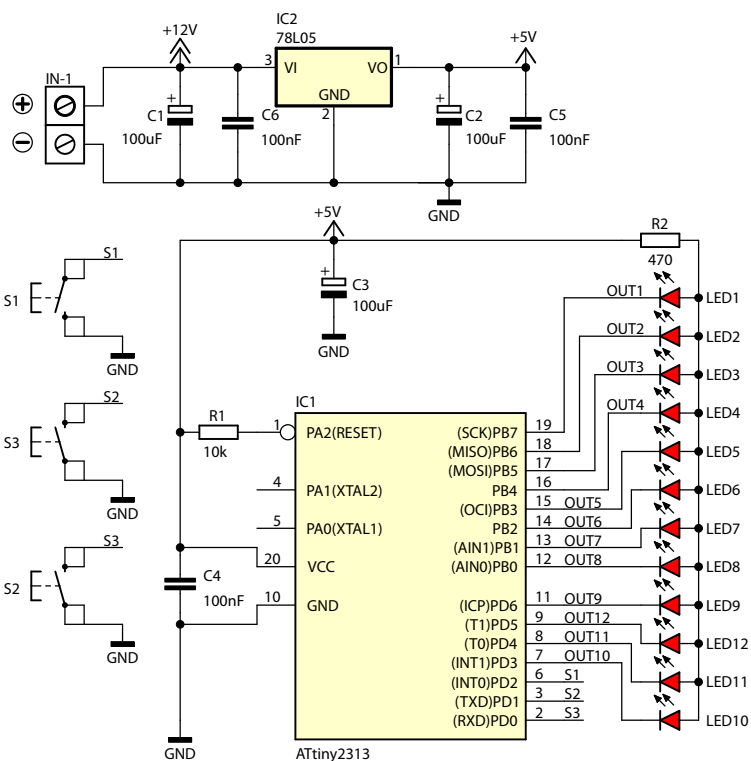 IC2
+12V
78L05
+5V
IN-1
3
VI
VO
1
GND
2
C1
100uF
C6
100nF
C2
100uF
C5
100nF
GND
+5V
R2
470
S1
S1
GND
C3
100uF
GND
OUT1
LED1
OUT2
LED2
OUT3
LED3
OUT4
LED4
S2
S3
GND
R1
10k
IC1
1
PA2(RESET)
4
PA1(XTAL2)
5
PA0(XTAL1)
20
VCC
10
GND
(SCK)PB7
19
(MISO)PB6
18
(MOSI)PB5
17
PB4
16
(OCI)PB3
15
OUT5
LED5
PB2
14
OUT6
LED6
(AIN1)PB1
13
OUT7
LED7
(AIN0)PB0
12
OUT8
LED8
(ICP)PD6
11
OUT9
LED9
(T1)PD5
9
OUT12
LED12
(T0)PD4
8
OUT11
LED11
(INT1)PD3
7
OUT10
LED10
(INT0)PD2
6
S1
(TXD)PD1
3
S2
(RXD)PD0
2
S3
S3
S2
GND
C4
100nF
GND
ATtiny2313